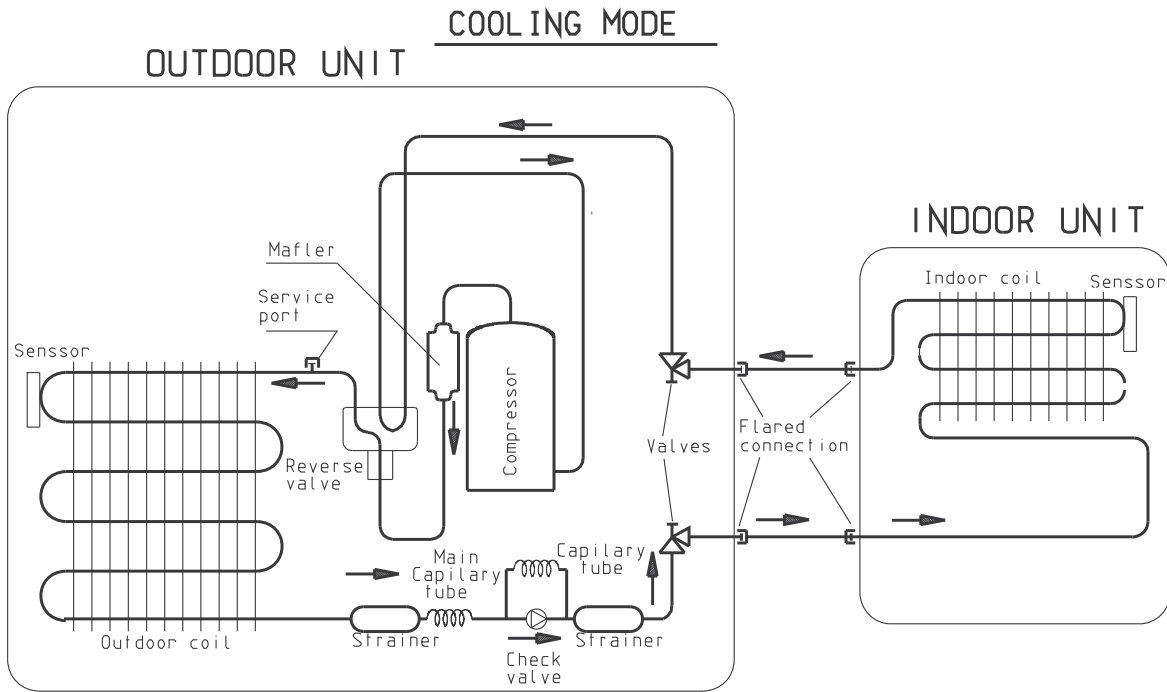 COOLING MODE
OUTDOOR UNIT
INDOOR UNIT
Mafler
Service
port
Senssor
Indoor coil
Senssor
Compressor
Valves
Flared
connection
Reverse
valve
Main
Capilary
tube
Capilary
tube
Outdoor coil
Strainer
Strainer
Check
valve